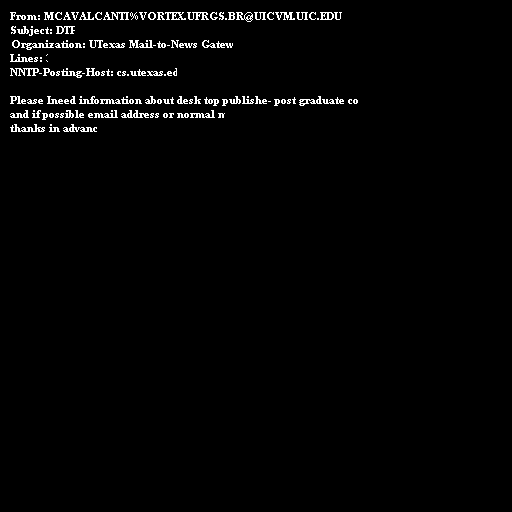 From: MCAVALCANTI%VORTEX.UFRGS.BR@UICVM.UIC.EDU
Subject: DTP
Organization: UTexas Mail-to-News Gatew
Lines:
NNTP-Posting-Host: cs.utexas.ed

Please Ineed information about desk top publishe- post graduate co
and if possible email address or normal
thanks in advanc